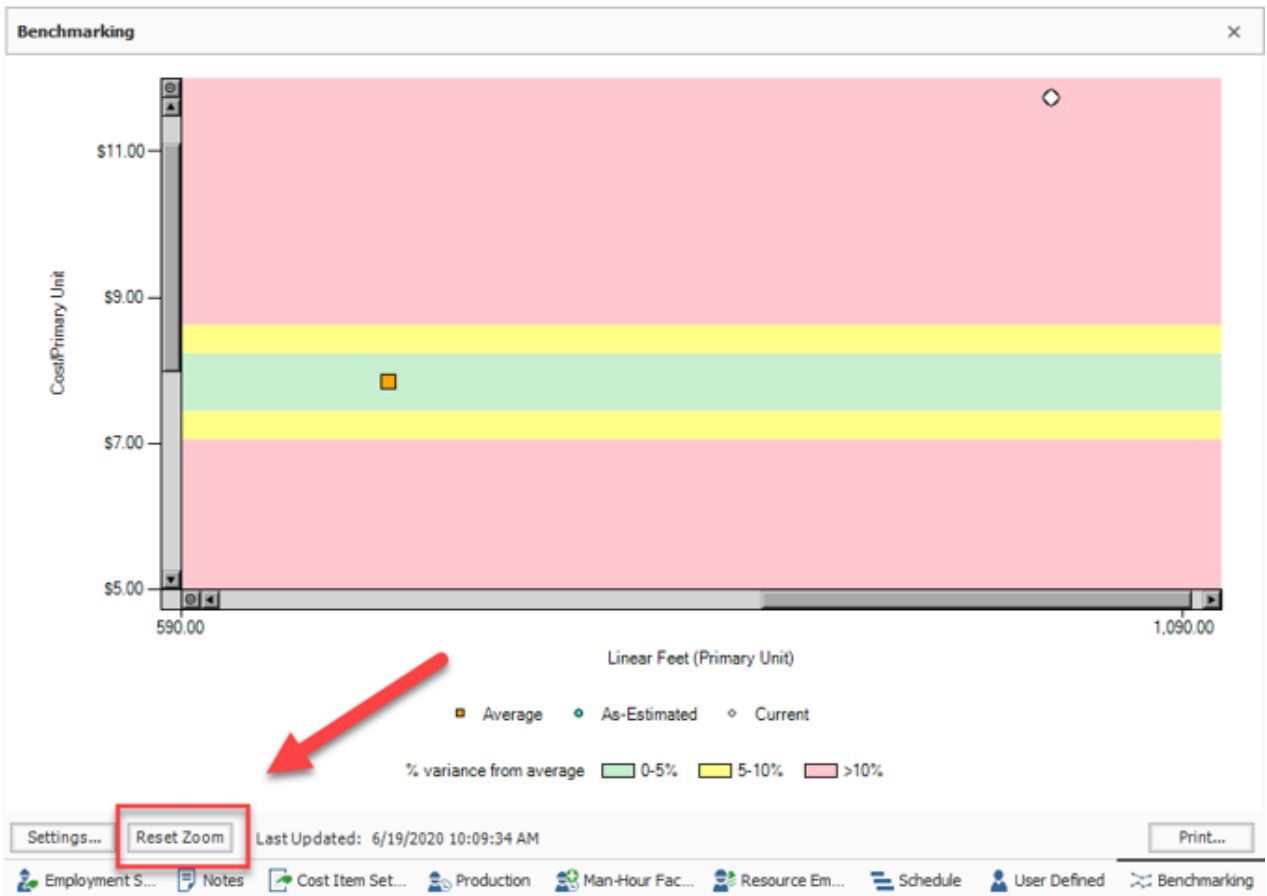 Benchmarking
$11.00
$9.00
Cost/Primary Unit
$7.00
$5.00
590.00 1,090.00
Linear Feet (Primary Unit)
Average As-Estimated Current
% variance from average 0-5% 5-10% >10%
Settings... Reset Zoom Last Updated: 6/19/2020 10:09:34 AM Print...
Employment S... Notes Cost Item Set... Production Man-Hour Fac... Resource Em... Schedule User Defined Benchmarking